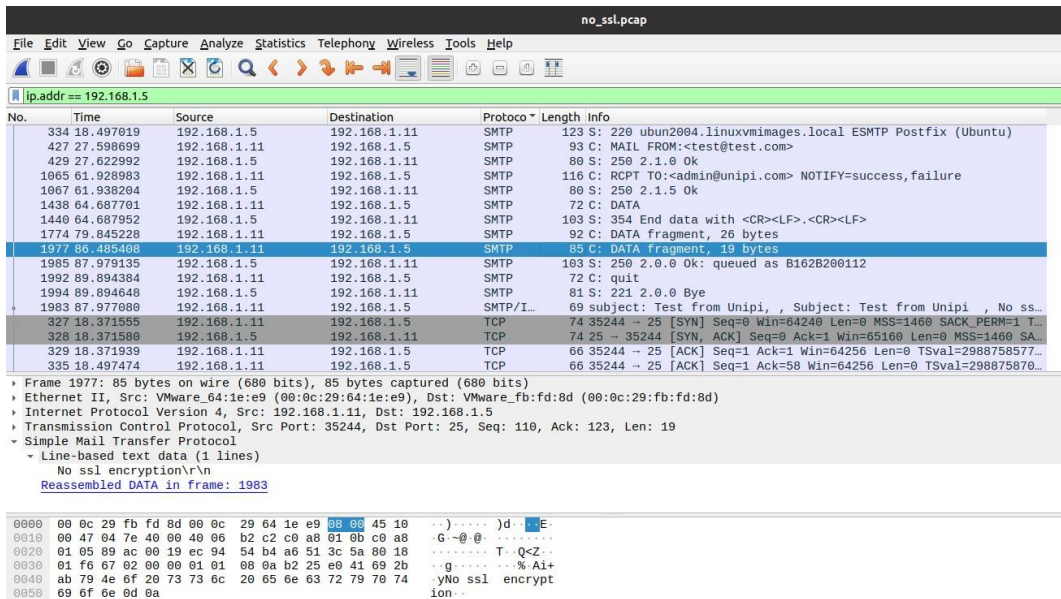 no_ssl.pcap
File Edit View Go Capture Analyze Statistics Telephony Wireless Tools Help
ip.addr == 192.168.1.5
No. Time Source Destination Protoco Length Info
334 18.497019 192.168.1.5 192.168.1.11 SMTP 123 S: 220 ubun2004.linuxvmimages.local ESMTP Postfix (Ubuntu)
427 27.598699 192.168.1.11 192.168.1.5 SMTP 93 C: MAIL FROM:<test@test.com>
429 27.622992 192.168.1.5 192.168.1.11 SMTP 80 S: 250 2.1.0 Ok
1065 61.928983 192.168.1.11 192.168.1.5 SMTP 116 C: RCPT TO:<admin@unipi.com> NOTIFY=success,failure
1067 61.938204 192.168.1.5 192.168.1.11 SMTP 80 S: 250 2.1.5 Ok
1438 64.687701 192.168.1.11 192.168.1.5 SMTP 72 C: DATA
1440 64.687952 192.168.1.5 192.168.1.11 SMTP 103 S: 354 End data with <CR><LF>.<CR><LF>
1774 79.845228 192.168.1.11 192.168.1.5 SMTP 92 C: DATA fragment, 26 bytes
1977 86.485408 192.168.1.11 192.168.1.5 SMTP 85 C: DATA fragment, 19 bytes
1985 87.979135 192.168.1.5 192.168.1.11 SMTP 103 S: 250 2.0.0 Ok: queued as B162B200112
1992 89.894384 192.168.1.11 192.168.1.5 SMTP 72 C: quit
1994 89.894648 192.168.1.5 192.168.1.11 SMTP 81 S: 221 2.0.0 Bye
1983 87.977080 192.168.1.11 192.168.1.5 SMTP/I… 69 subject: Test from Unipi, , Subject: Test from Unipi , No ss…
327 18.371555 192.168.1.11 192.168.1.5 TCP 74 35244 → 25 [SYN] Seq=0 Win=64240 Len=0 MSS=1460 SACK_PERM=1 T…
328 18.371580 192.168.1.5 192.168.1.11 TCP 74 25 → 35244 [SYN, ACK] Seq=0 Ack=1 Win=65160 Len=0 MSS=1460 SA…
329 18.371939 192.168.1.11 192.168.1.5 TCP 66 35244 → 25 [ACK] Seq=1 Ack=1 Win=64256 Len=0 TSval=2988758577…
335 18.497474 192.168.1.11 192.168.1.5 TCP 66 35244 → 25 [ACK] Seq=1 Ack=58 Win=64256 Len=0 TSval=298875870…
Frame 1977: 85 bytes on wire (680 bits), 85 bytes captured (680 bits)
Ethernet II, Src: VMware_64:1e:e9 (00:0c:29:64:1e:e9), Dst: VMware_fb:fd:8d (00:0c:29:fb:fd:8d)
Internet Protocol Version 4, Src: 192.168.1.11, Dst: 192.168.1.5
Transmission Control Protocol, Src Port: 35244, Dst Port: 25, Seq: 110, Ack: 123, Len: 19
Simple Mail Transfer Protocol
Line-based text data (1 lines)
No ssl encryption\r\n
Reassembled DATA in frame: 1983
0000 00 0c 29 fb fd 8d 00 0c 29 64 1e e9 08 00 45 10 ··)····· )d····E·
0010 00 47 04 7e 40 00 40 06 b2 c2 c0 a8 01 0b c0 a8 ·G·~@·@· ········
0020 01 05 89 ac 00 19 ec 94 54 b4 a6 51 3c 5a 80 18 ········ T··Q<Z··
0030 01 f6 67 02 00 00 01 01 08 0a b2 25 e0 41 69 2b ··g····· ···%·Ai+
0040 ab 79 4e 6f 20 73 73 6c 20 65 6e 63 72 79 70 74 ·yNo ssl encrypt
0050 69 6f 6e 0d 0a ion··